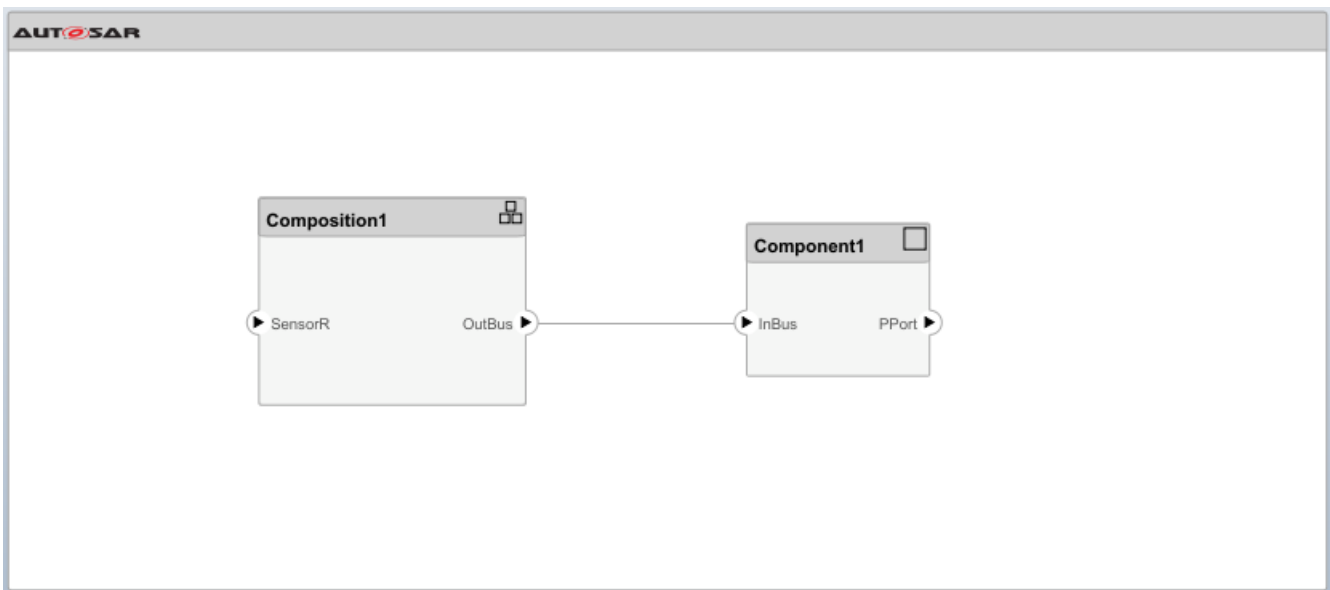 AUTOSAR
Composition1
Component1
SensorR
OutBus
InBus
PPort